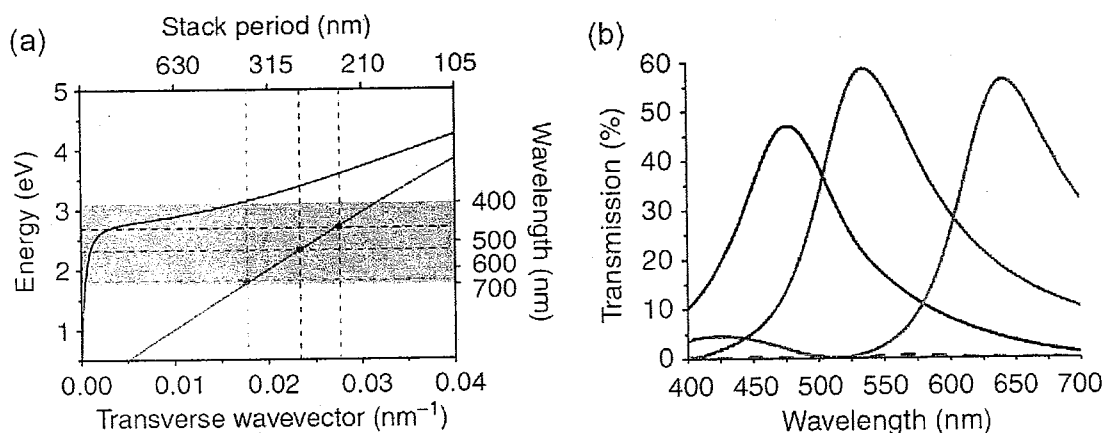 (a)
Stack period (nm)
630 315 210 105
5
4
3
2
1
Energy (eV)
400
500
600
700
Wavelength (nm)
0.00 0.01 0.02 0.03 0.04
Transverse wavevector (nm⁻¹)
(b)
60
50
40
30
20
10
0
Transmission (%)
400 450 500 550 600 650 700
Wavelength (nm)